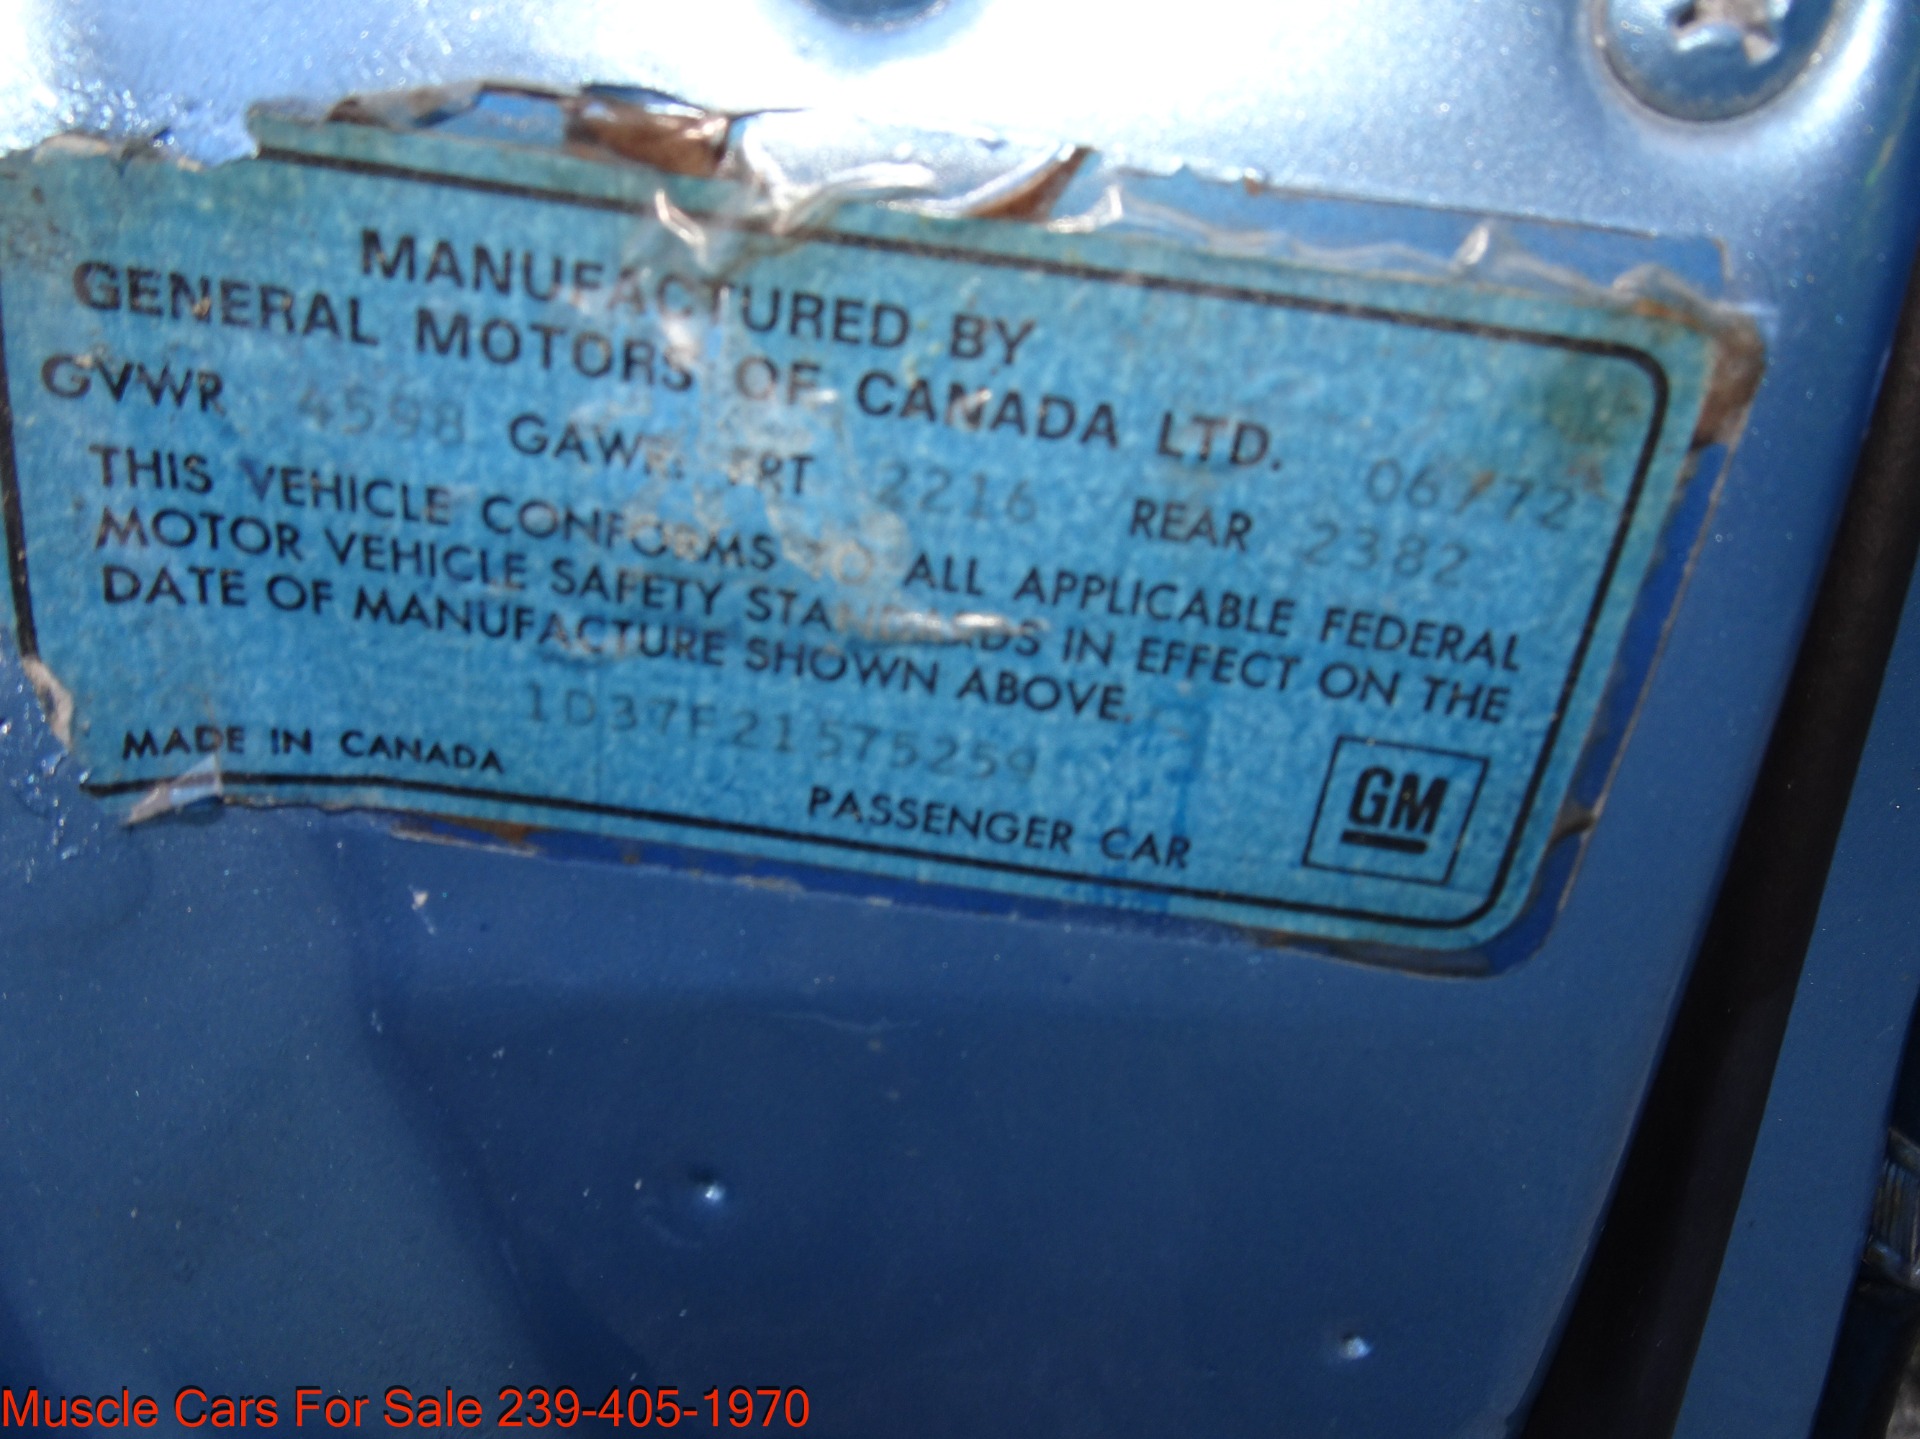 MANUFACTURED BY
GENERAL MOTORS OF CANADA LTD. 06/72
GVWR 4598 GAWR: FRT 2216 REAR 2382
THIS VEHICLE CONFORMS TO ALL APPLICABLE FEDERAL
MOTOR VEHICLE SAFETY STANDARDS IN EFFECT ON THE
DATE OF MANUFACTURE SHOWN ABOVE.
1D37F21575259
MADE IN CANADA
PASSENGER CAR
GM
Muscle Cars For Sale 239-405-1970